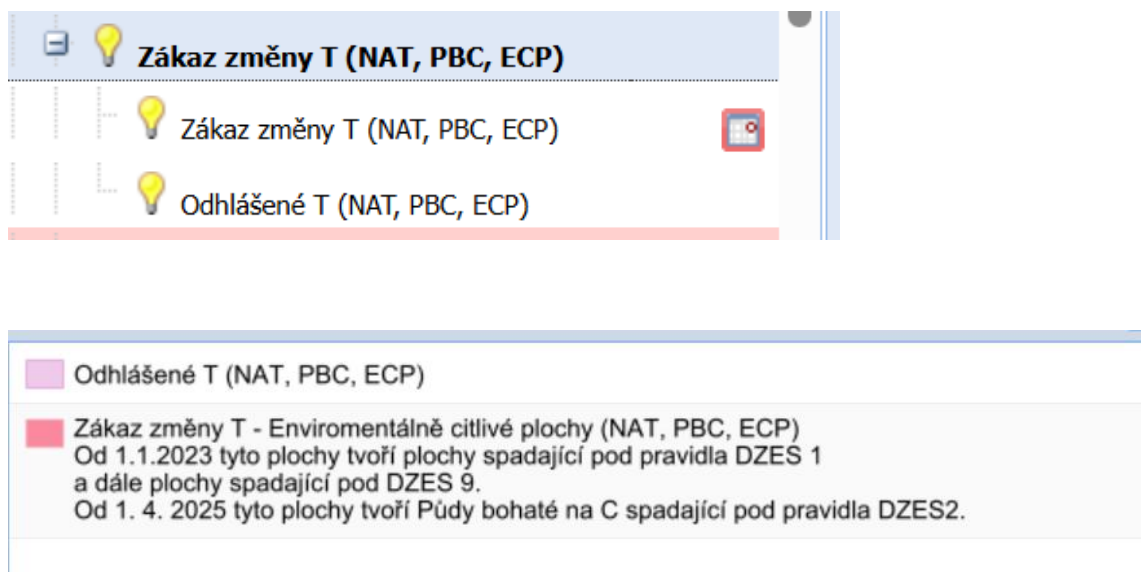 Zákaz změny T (NAT, PBC, ECP)
Zákaz změny T (NAT, PBC, ECP)
Odhlášené T (NAT, PBC, ECP)
Odhlášené T (NAT, PBC, ECP)
Zákaz změny T - Enviromentálně citlivé plochy (NAT, PBC, ECP)
Od 1.1.2023 tyto plochy tvoří plochy spadající pod pravidla DZES 1
a dále plochy spadající pod DZES 9.
Od 1. 4. 2025 tyto plochy tvoří Půdy bohaté na C spadající pod pravidla DZES2.